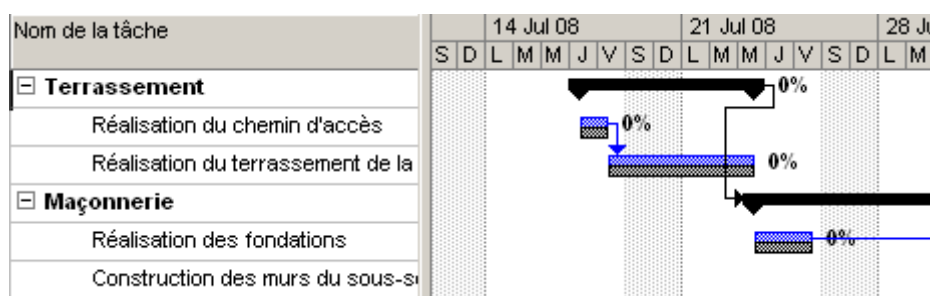 Nom de la tâche
14 Jul 08 21 Jul 08 28 Ju
S D L M M J V S D L M M J V S D L M
Terrassement 0%
Réalisation du chemin d'accès 0%
Réalisation du terrassement de la 0%
Maçonnerie
Réalisation des fondations 0%
Construction des murs du sous-s